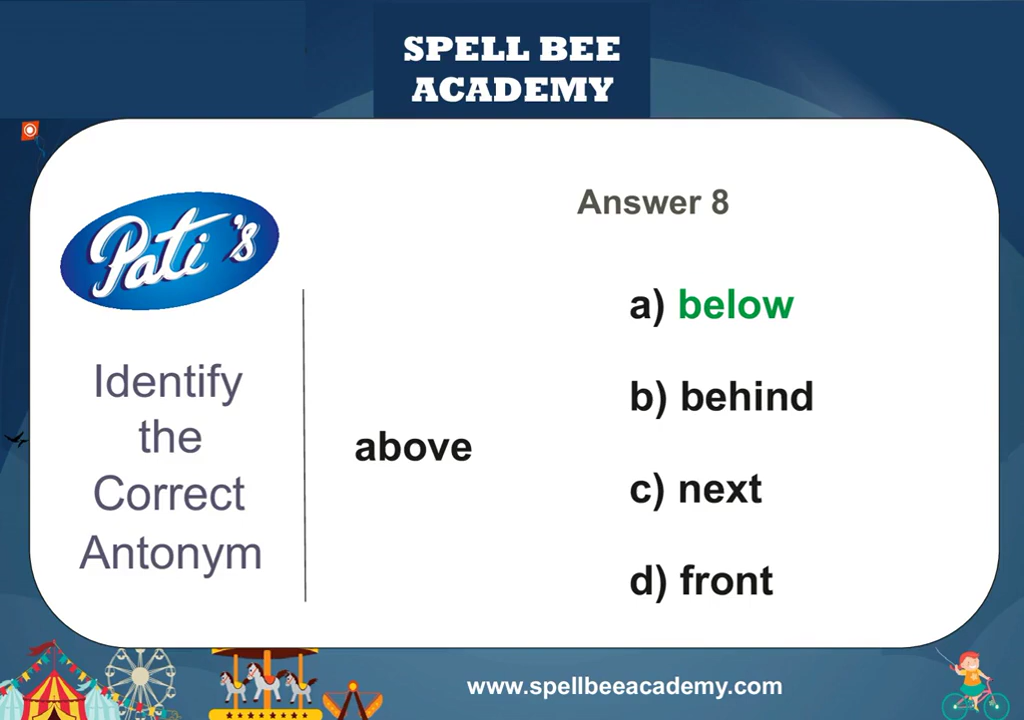 SPELL BEE
ACADEMY
Pati's
Identify
the
Correct
Antonym
above
Answer 8
a) below
b) behind
c) next
d) front
www.spellbeeacademy.com